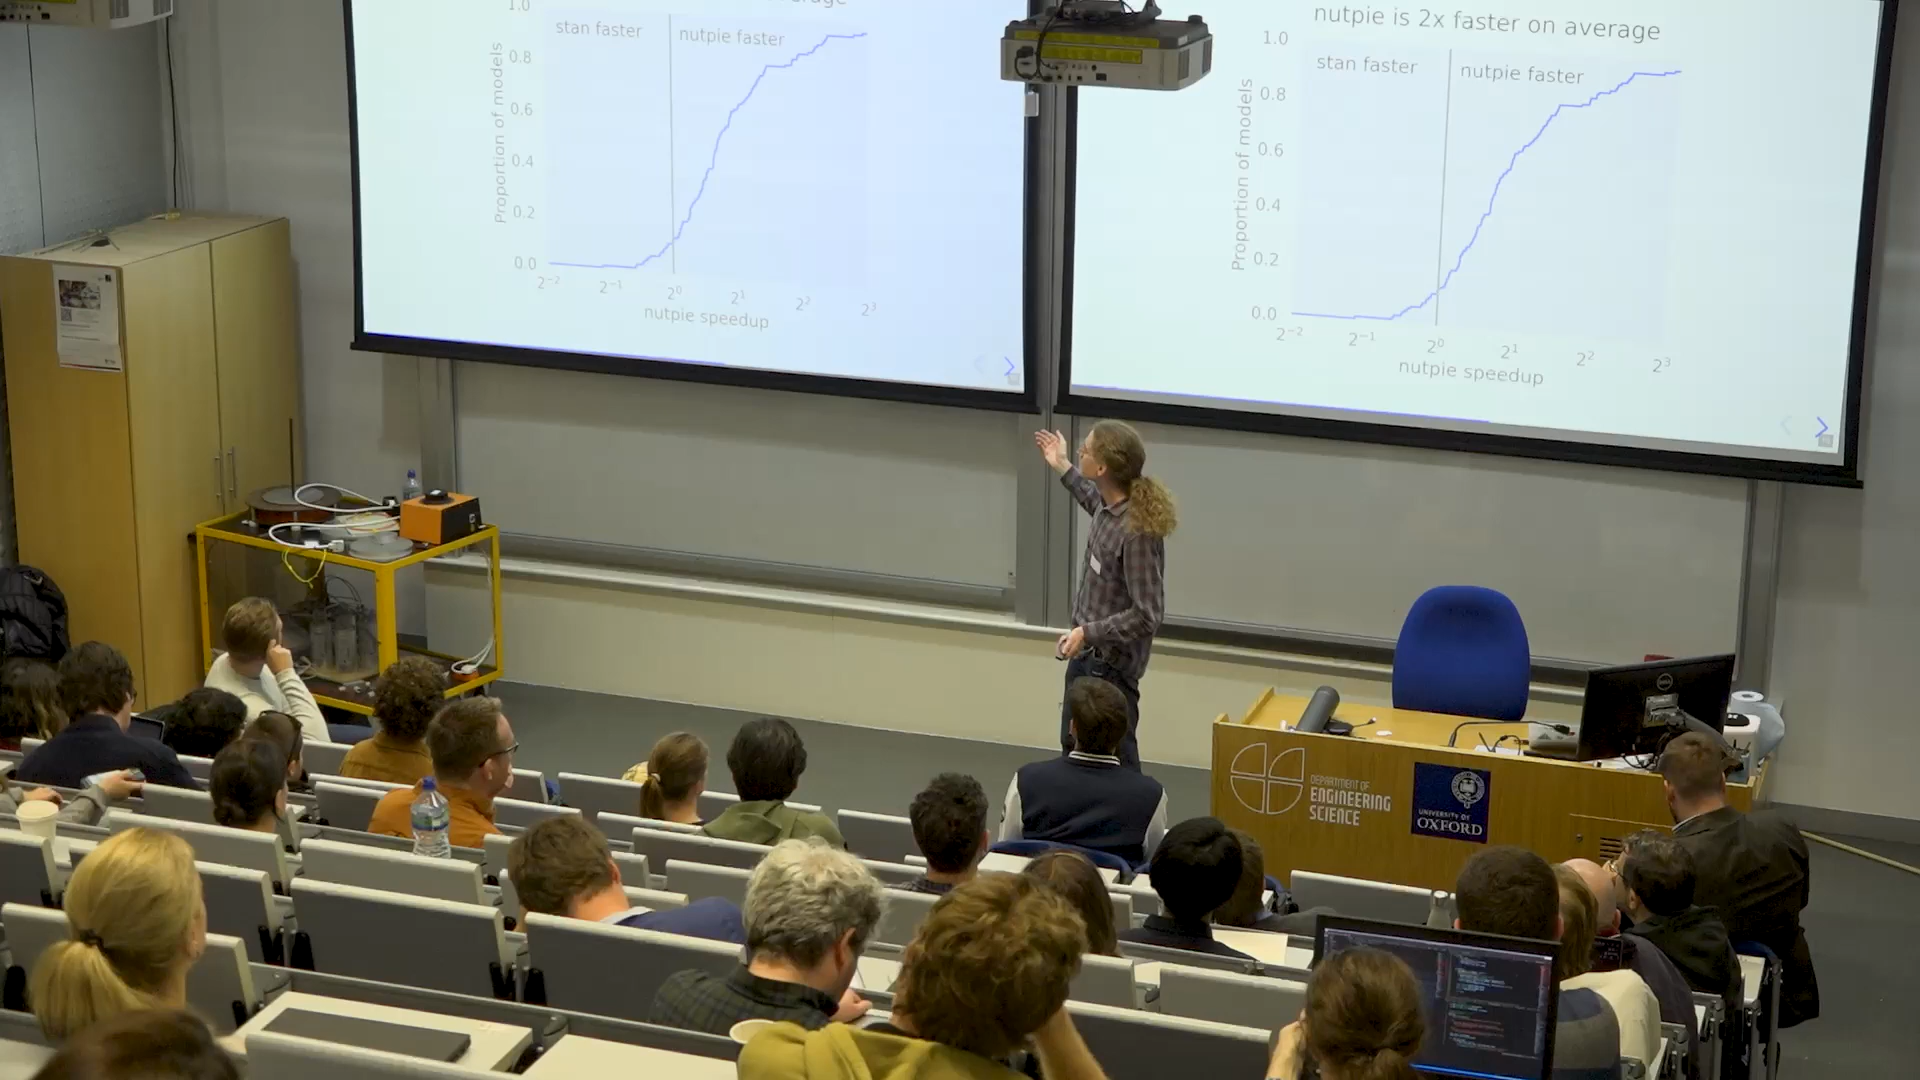 1.0
stan faster
nutpie faster
0.8
0.6
0.4
0.2
0.0
Proportion of models
2⁻²
2⁻¹
2⁰
2¹
2²
2³
nutpie speedup
nutpie is 2x faster on average
1.0
stan faster
nutpie faster
0.8
0.6
0.4
0.2
0.0
Proportion of models
2⁻²
2⁻¹
2⁰
2¹
2²
2³
nutpie speedup
DELL
DEPARTMENT OF
ENGINEERING
SCIENCE
UNIVERSITY OF
OXFORD